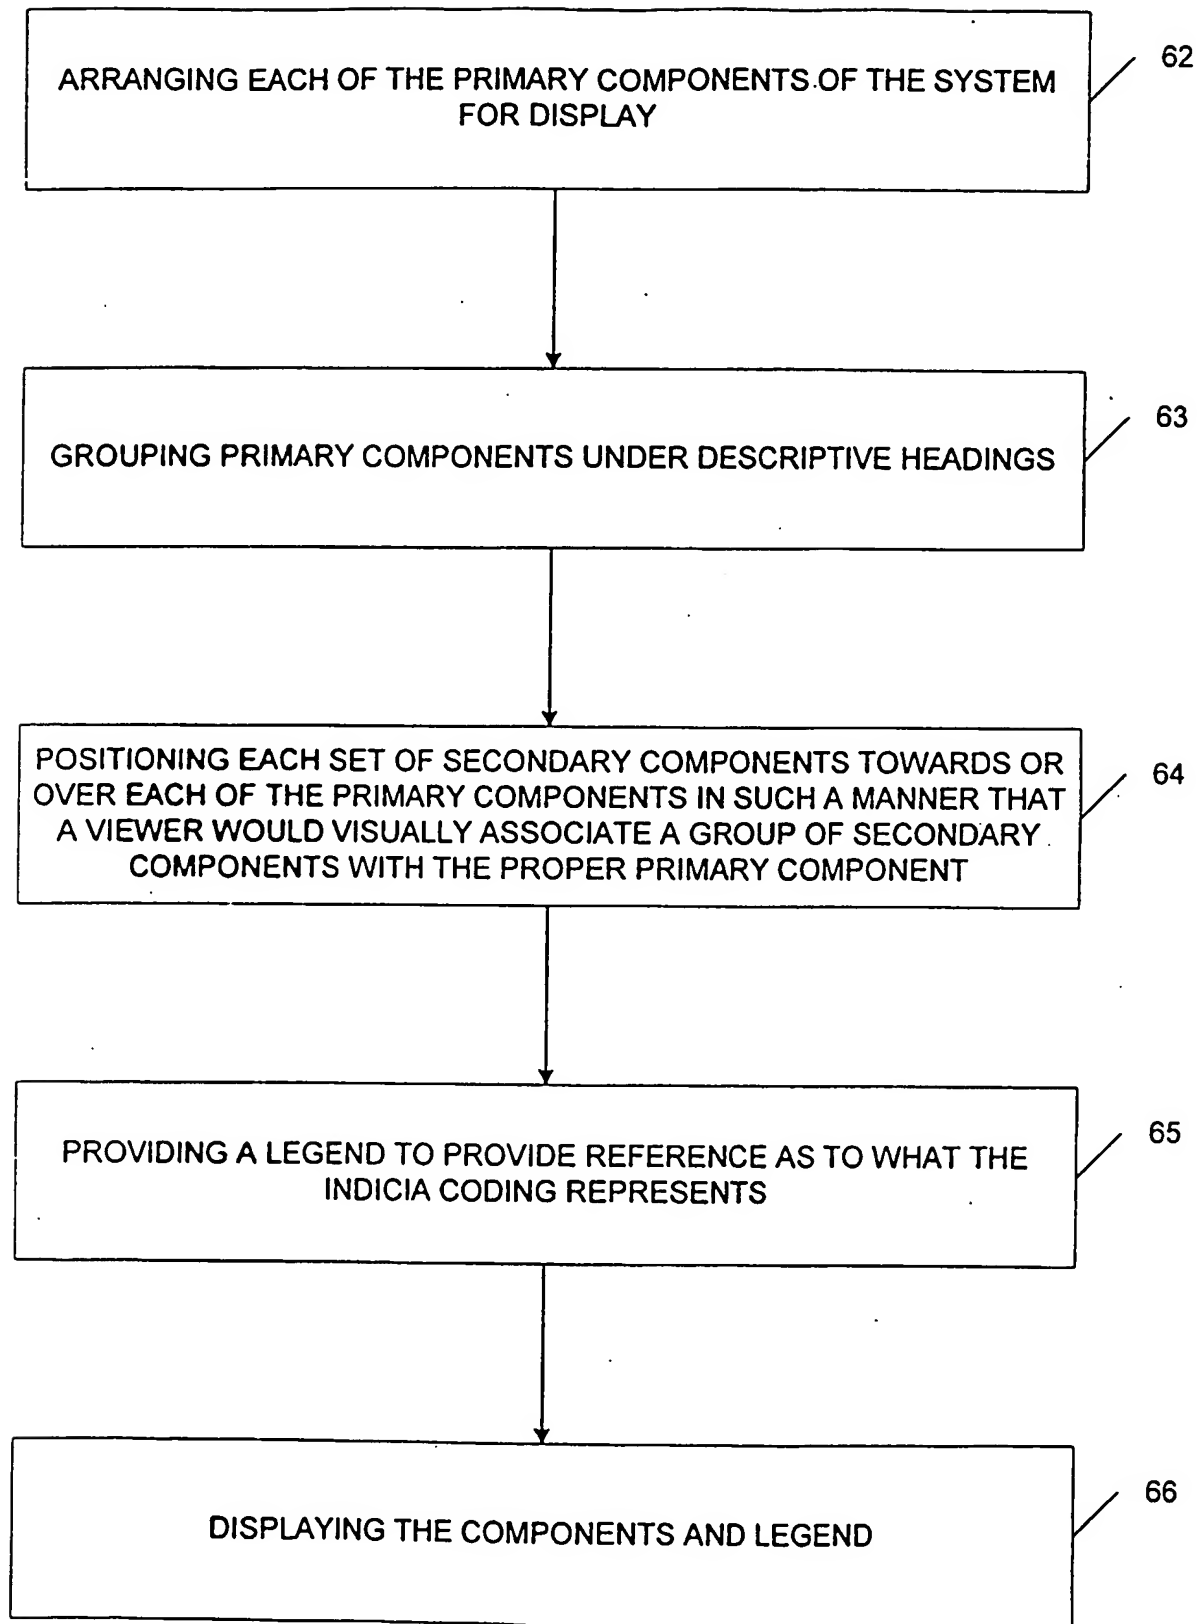 62
ARRANGING EACH OF THE PRIMARY COMPONENTS OF THE SYSTEM
FOR DISPLAY
63
GROUPING PRIMARY COMPONENTS UNDER DESCRIPTIVE HEADINGS
64
POSITIONING EACH SET OF SECONDARY COMPONENTS TOWARDS OR
OVER EACH OF THE PRIMARY COMPONENTS IN SUCH A MANNER THAT
A VIEWER WOULD VISUALLY ASSOCIATE A GROUP OF SECONDARY
COMPONENTS WITH THE PROPER PRIMARY COMPONENT
65
PROVIDING A LEGEND TO PROVIDE REFERENCE AS TO WHAT THE
INDICIA CODING REPRESENTS
66
DISPLAYING THE COMPONENTS AND LEGEND